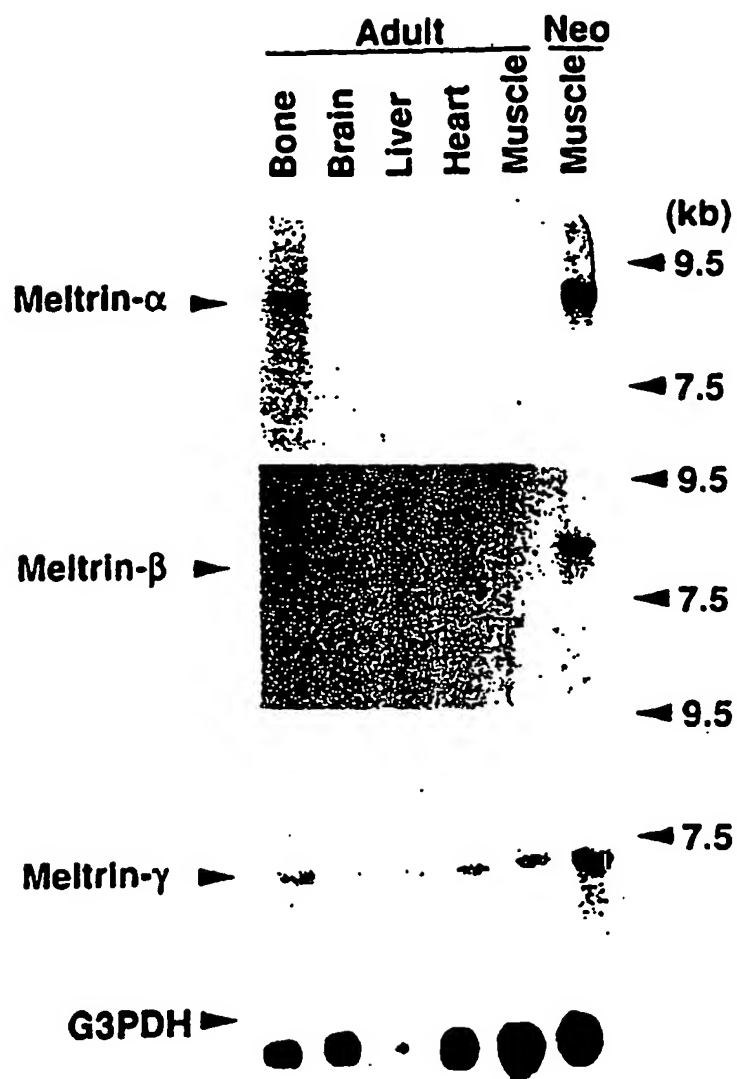 Adult Neo
Bone Brain Liver Heart Muscle Muscle
(kb)
9.5
Meltrin-α
7.5
9.5
Meltrin-β
7.5
9.5
7.5
Meltrin-γ
G3PDH